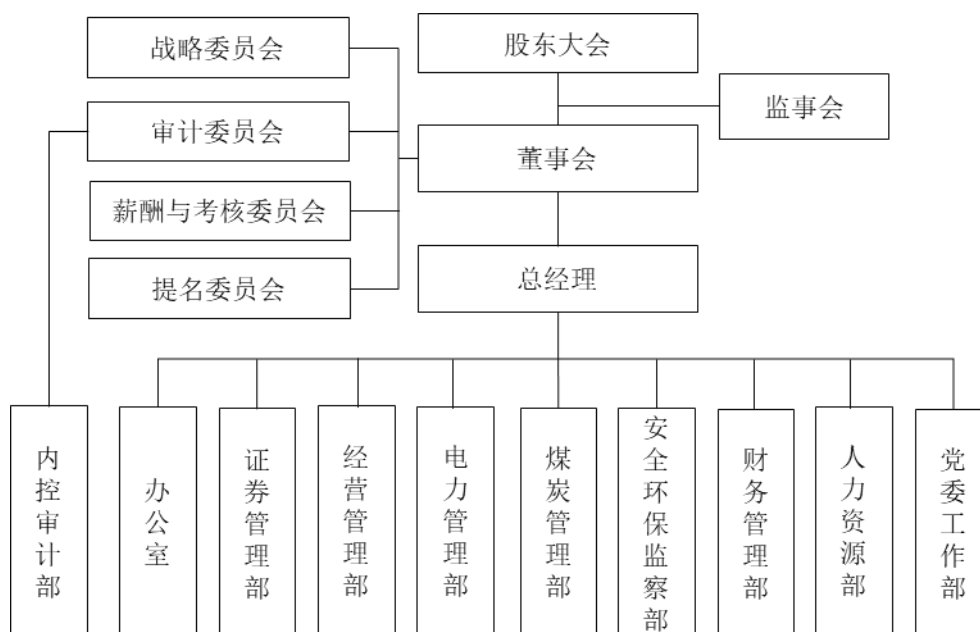 战略委员会
股东大会
监事会
审计委员会
董事会
薪酬与考核委员会
提名委员会
总经理
内控审计部
办公室
证券管理部
经营管理部
电力管理部
煤炭管理部
安全环保监察部
财务管理部
人力资源部
党委工作部